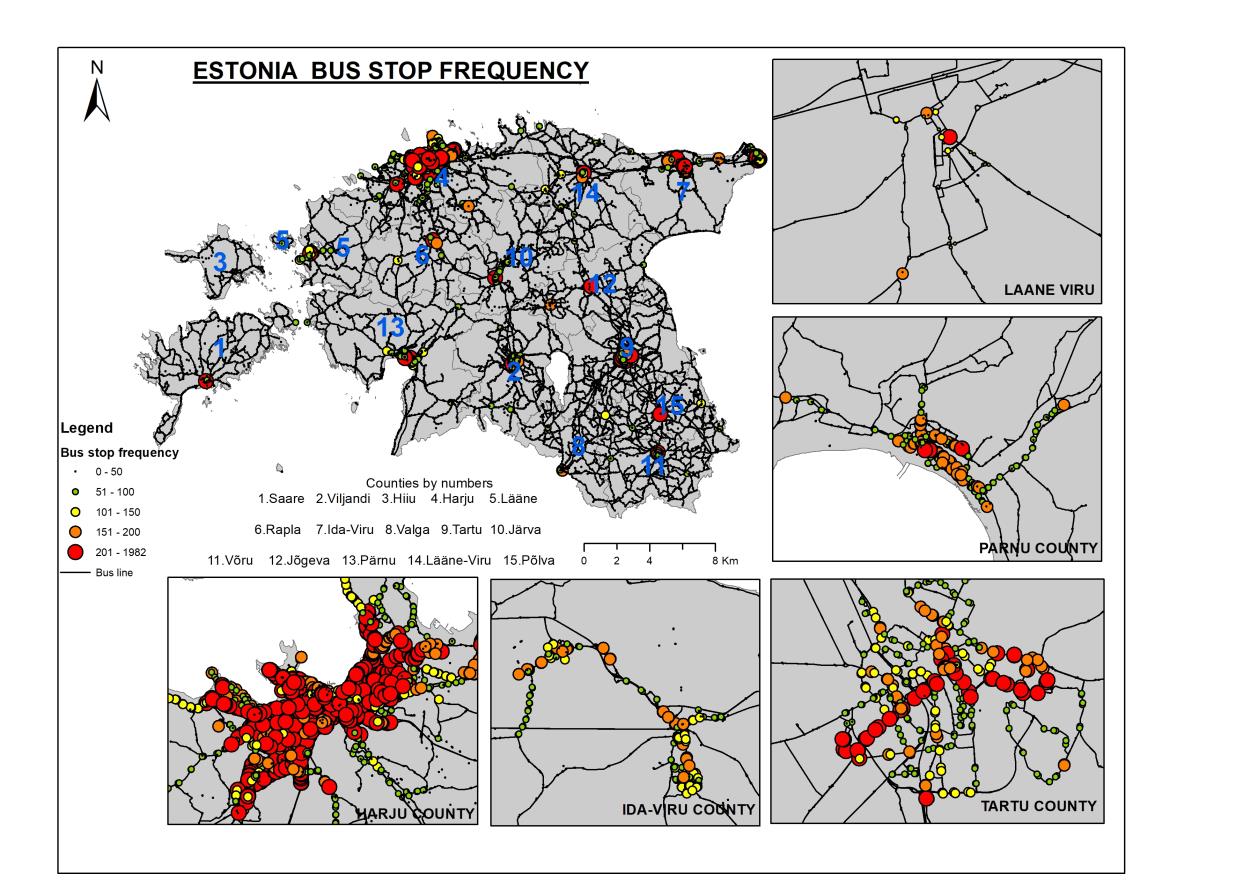 N
ESTONIA BUS STOP FREQUENCY
4
14
7
5
5
3
6
10
12
13
1
2
9
15
8
11
LAANE VIRU
PARNU COUNTY
Legend
Bus stop frequency
0 - 50
51 - 100
101 - 150
151 - 200
201 - 1982
Bus line
Counties by numbers
1.Saare 2.Viljandi 3.Hiiu 4.Harju 5.Lääne
6.Rapla 7.Ida-Viru 8.Valga 9.Tartu 10.Järva
11.Võru 12.Jõgeva 13.Pärnu 14.Lääne-Viru 15.Põlva
0 2 4 8 Km
HARJU COUNTY
IDA-VIRU COUNTY
TARTU COUNTY